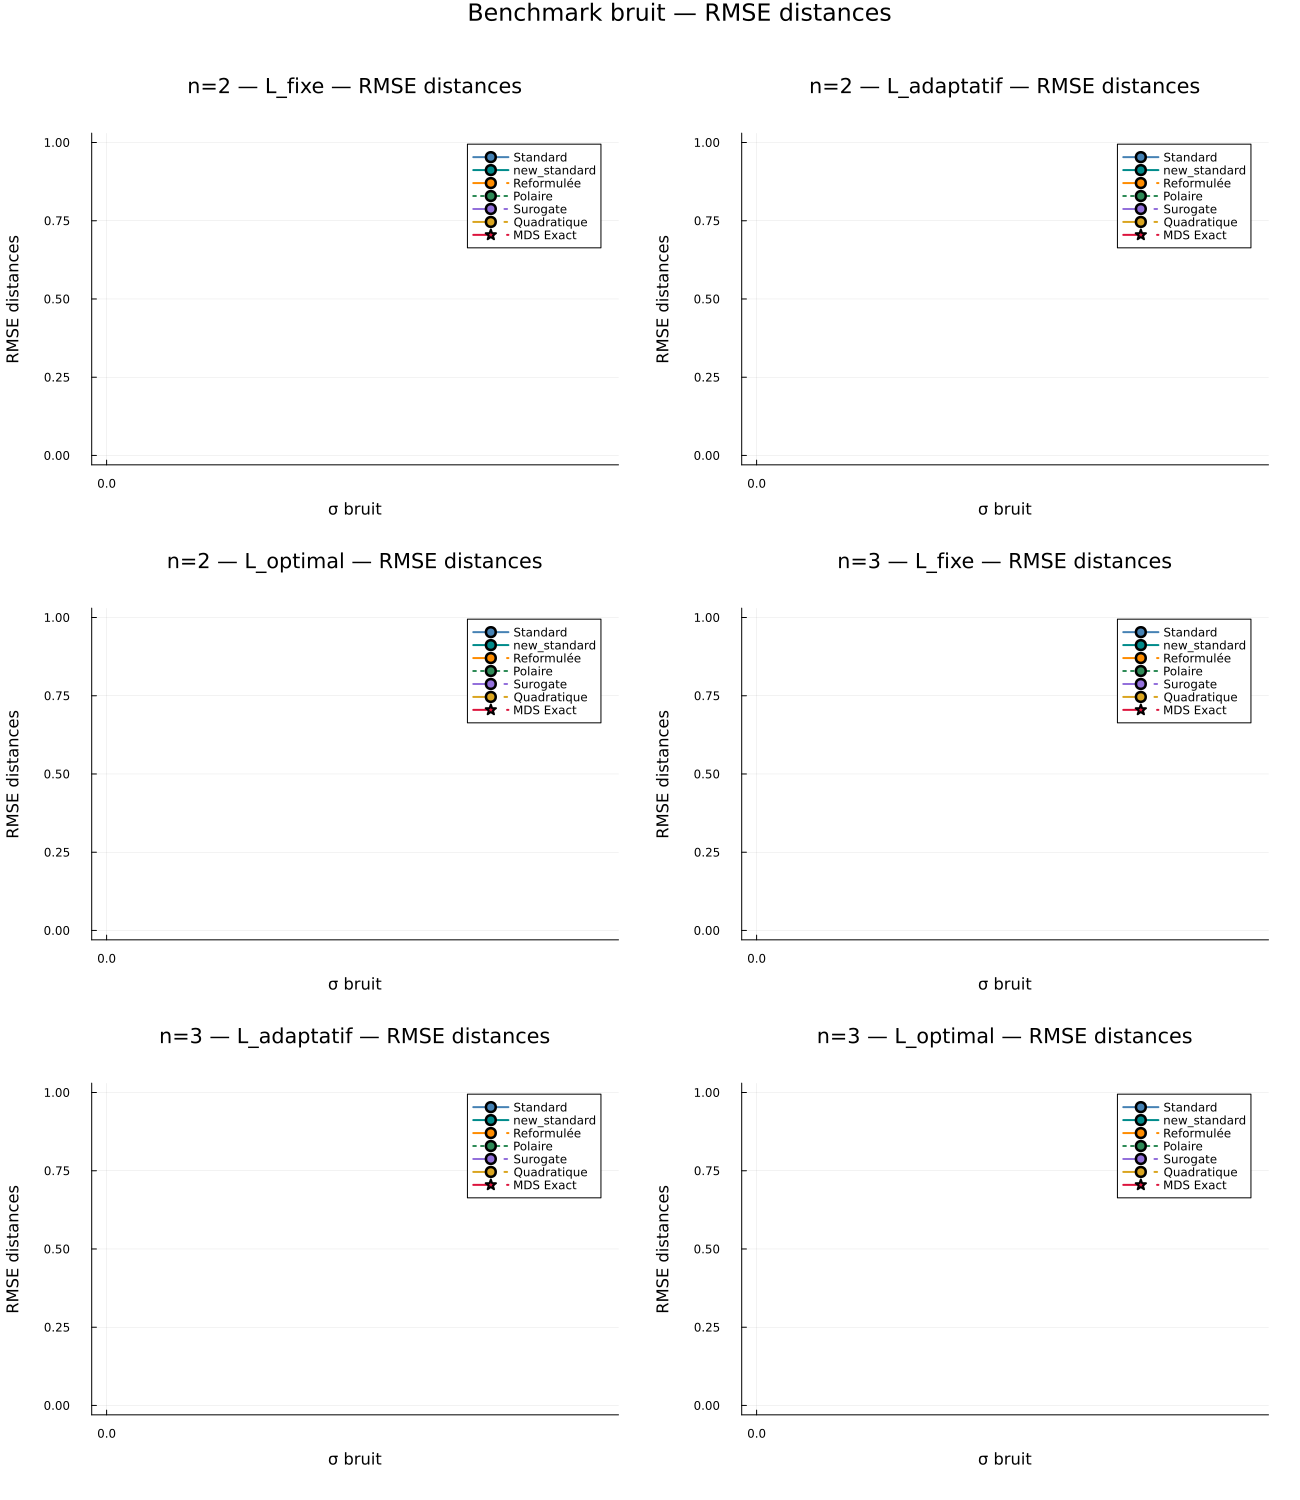 Benchmark bruit — RMSE distances
n=2 — L_fixe — RMSE distances
RMSE distances
1.00
0.75
0.50
0.25
0.00
0.0
σ bruit
Standard
new_standard
Reformulée
Polaire
Surogate
Quadratique
MDS Exact
n=2 — L_adaptatif — RMSE distances
RMSE distances
1.00
0.75
0.50
0.25
0.00
0.0
σ bruit
Standard
new_standard
Reformulée
Polaire
Surogate
Quadratique
MDS Exact
n=2 — L_optimal — RMSE distances
RMSE distances
1.00
0.75
0.50
0.25
0.00
0.0
σ bruit
Standard
new_standard
Reformulée
Polaire
Surogate
Quadratique
MDS Exact
n=3 — L_fixe — RMSE distances
RMSE distances
1.00
0.75
0.50
0.25
0.00
0.0
σ bruit
Standard
new_standard
Reformulée
Polaire
Surogate
Quadratique
MDS Exact
n=3 — L_adaptatif — RMSE distances
RMSE distances
1.00
0.75
0.50
0.25
0.00
0.0
σ bruit
Standard
new_standard
Reformulée
Polaire
Surogate
Quadratique
MDS Exact
n=3 — L_optimal — RMSE distances
RMSE distances
1.00
0.75
0.50
0.25
0.00
0.0
σ bruit
Standard
new_standard
Reformulée
Polaire
Surogate
Quadratique
MDS Exact